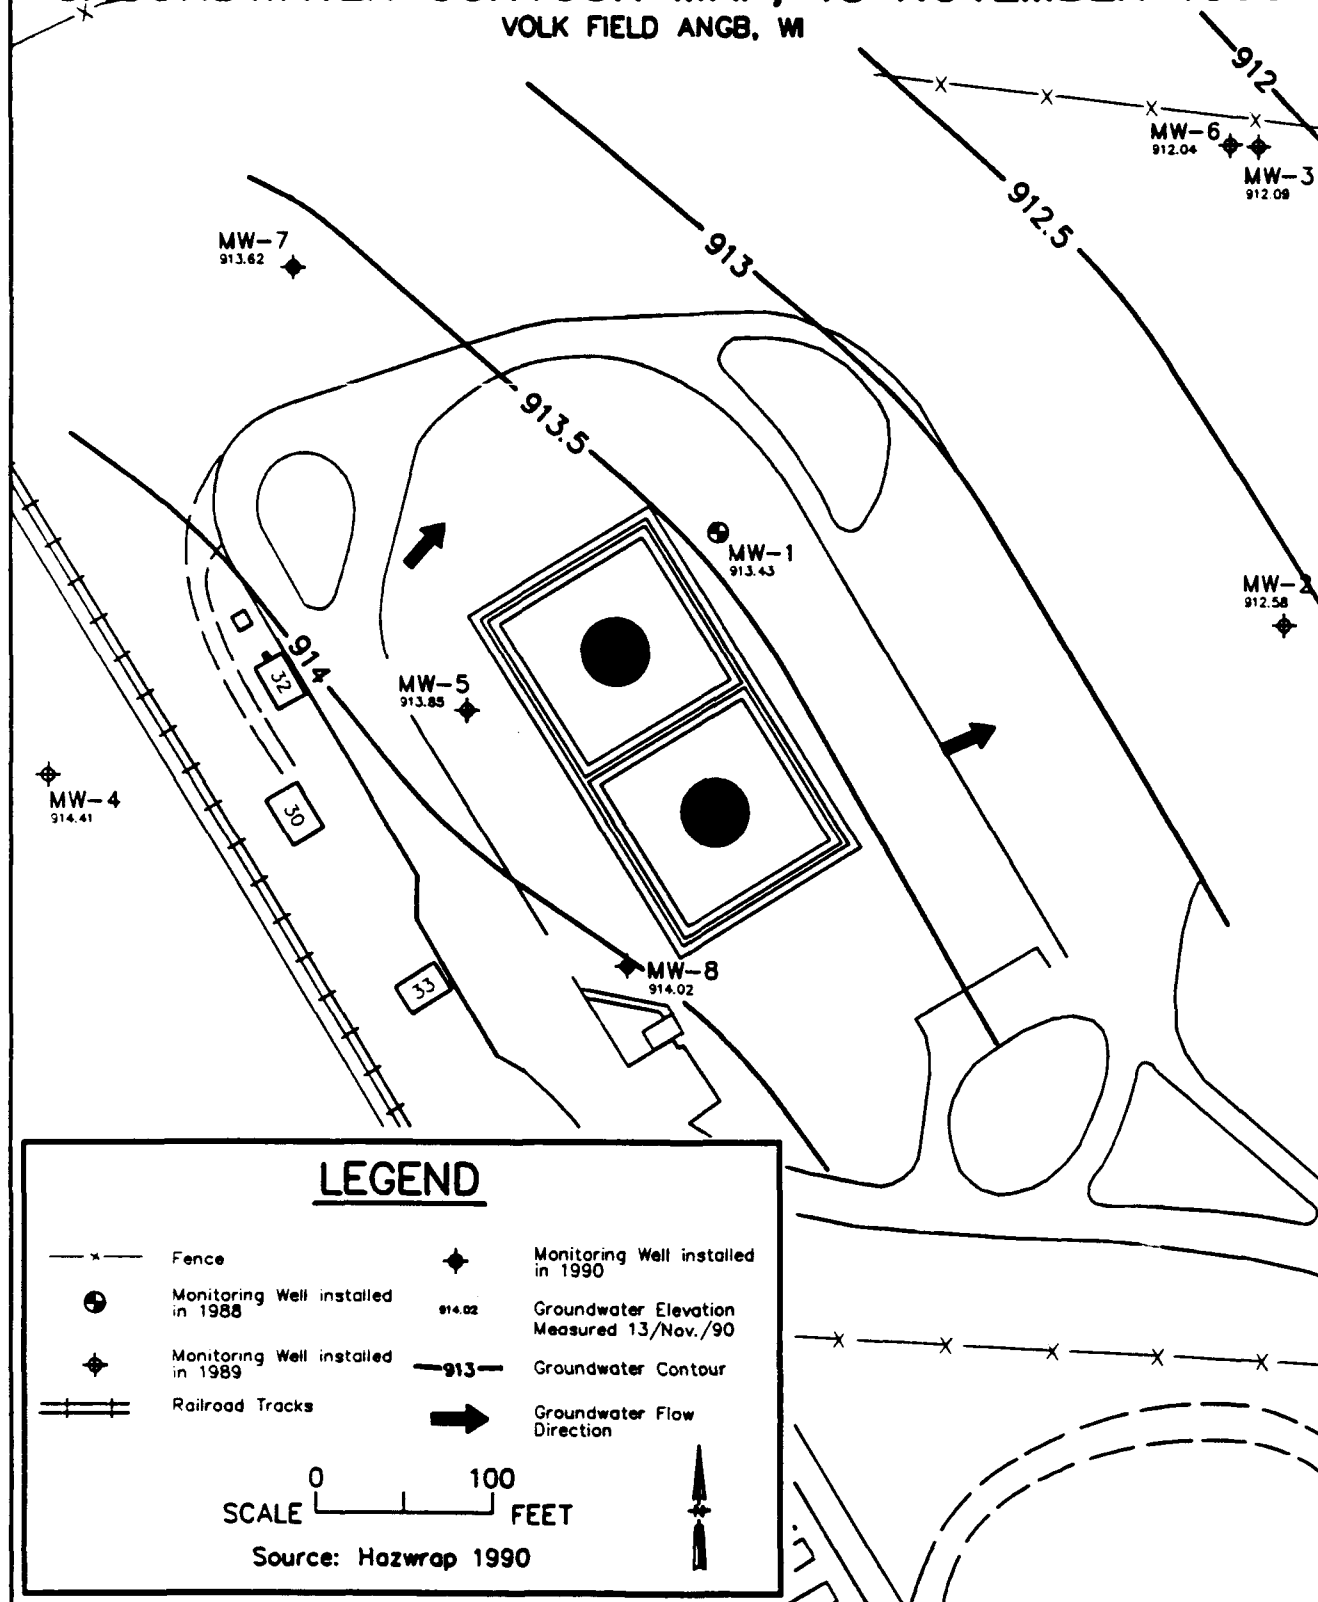 VOLK FIELD ANGB, WI
912
MW-6
912.04
MW-3
912.09
912.5
913
MW-7
913.62
913.5
MW-1
913.43
MW-2
912.58
914
32
MW-5
913.85
MW-4
914.41
30
MW-8
914.02
33
LEGEND
Fence
Monitoring Well installed
in 1988
Monitoring Well installed
in 1989
Railroad Tracks
Monitoring Well installed
in 1990
914.02
Groundwater Elevation
Measured 13/Nov./90
913
Groundwater Contour
Groundwater Flow
Direction
0 100
SCALE FEET
Source: Hazwrap 1990